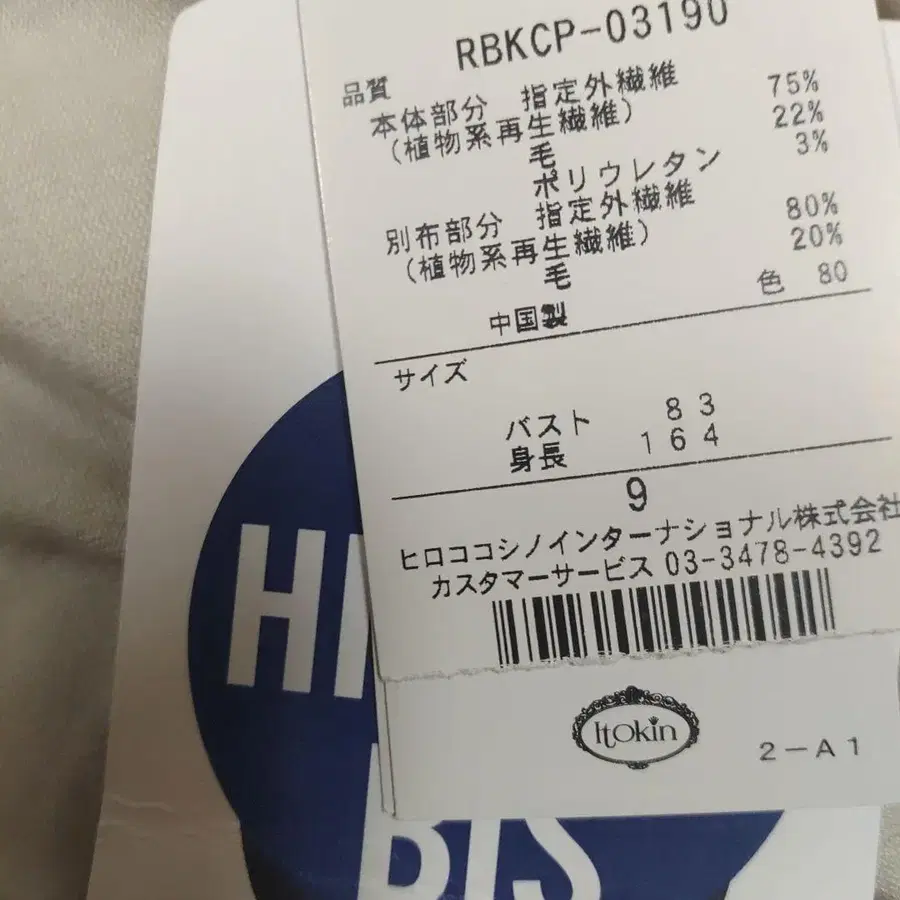 RBKCP-03190
品質
本体部分 指定外繊維 75%
(植物系再生繊維)
毛 22%
ポリウレタン 3%
別布部分 指定外繊維 80%
(植物系再生繊維)
毛 20%
中国製 色 80
サイズ
バスト 83
身長 164
9
ヒロココシノインターナショナル株式会社
カスタマーサービス 03-3478-4392
Itokin
2-A1
BIS